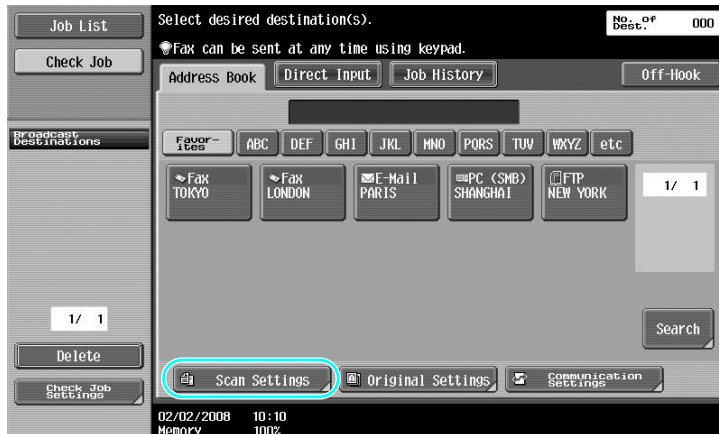 Job List
Check Job
Select desired destination(s).
No. of Dest. 000
Fax can be sent at any time using keypad.
Address Book
Direct Input
Job History
Off-Hook
Broadcast
Destinations
Favor-
ites
ABC
DEF
GHI
JKL
MNO
PQRS
TUV
WXYZ
etc
Fax
TOKYO
Fax
LONDON
E-Mail
PARIS
PC (SMB)
SHANGHAI
FTP
NEW YORK
1/ 1
1/ 1
Search
Delete
Check Job
Settings
Scan Settings
Original Settings
Communication
Settings
02/02/2008 10:10
Memory 100%